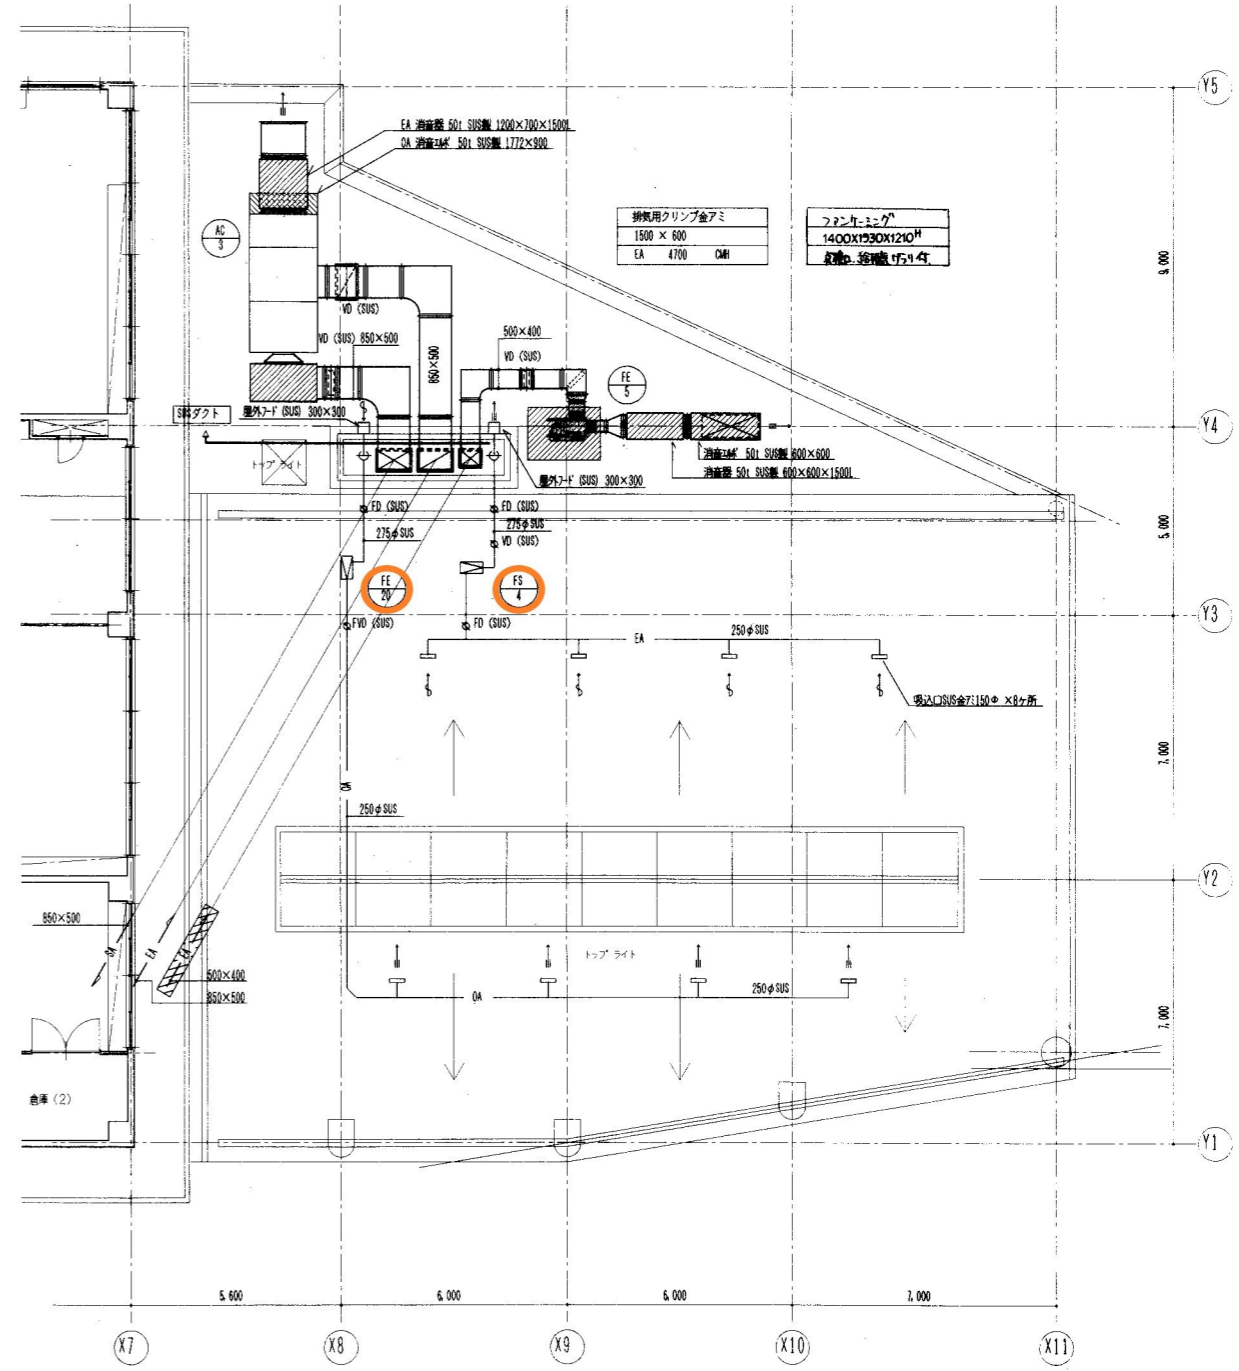 Y5
EA 消音器 50t SUS製 1200×700×1500L
OA 消音ｴﾙﾎﾞ 50t SUS製 1772×900
AC
3
排気用クリンプ金アミ
1500 × 600
EA 4700 CMH
ファンケーミング
1400X1930X1210H
VD (SUS)
VD (SUS) 850×500
850×500
500×400
VD (SUS)
FE
5
9,000
SUSダクト
屋外ﾌｰﾄﾞ (SUS) 300×300
Y4
トップ ライト
消音ｴﾙﾎﾞ 50t SUS製 600×600
消音器 50t SUS製 600×600×1500L
屋外ﾌｰﾄﾞ (SUS) 300×300
FD (SUS)
FD (SUS)
275φSUS
275φSUS
VD (SUS)
5,000
FE
20
FS
4
FVD (SUS)
FD (SUS)
Y3
EA
250φSUS
吸込口SUS金ｱﾐ150Φ ×8ヶ所
7,000
VD
250φSUS
Y2
850×500
SA
EA
EA
トップ ライト
500×400
850×500
OA
250φSUS
7,000
倉庫 (2)
Y1
5,600
6,000
6,000
7,000
X7
X8
X9
X10
X11